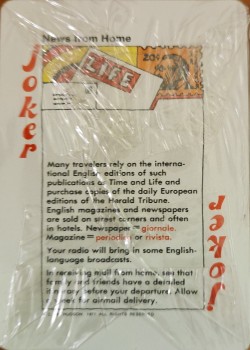 News from Home
Joker
LIFE
Many travelers rely on the interna-
tional English editions of such
publications as Time and Life and
purchase copies of the daily European
editions of the Herald Tribune.
English magazines and newspapers
are sold on street corners and often
in hotels. Newspaper = giornale.
Magazine = periodico or rivista.
Your radio will bring in some English-
language broadcasts.
In receiving mail from home, see that
family and friends have a detailed
itinerary before your departure. Allow
for airmail delivery.
1971 ALL RIGHTS RESERVED
Joker